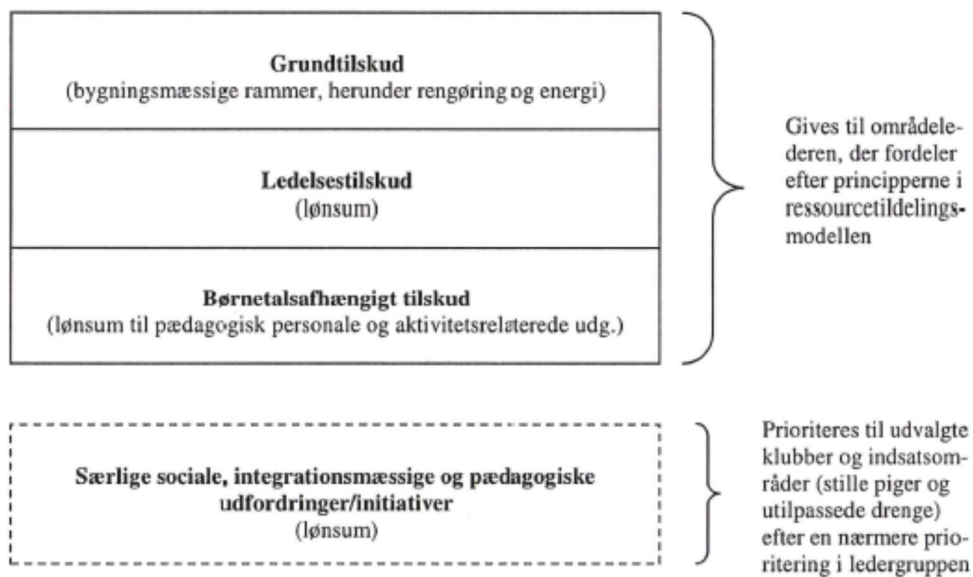 Grundtilskud
(bygningsmæssige rammer, herunder rengøring og energi)
Ledelsestilskud
(lønsum)
Børnetalsafhængigt tilskud
(lønsum til pædagogisk personale og aktivitetsrelaterede udg.)
Gives til områdele-
deren, der fordeler
efter principperne i
ressourcetildelings-
modellen
Særlige sociale, integrationsmæssige og pædagogiske
udfordringer/initiativer
(lønsum)
Prioriteres til udvalgte
klubber og indsatsom-
råder (stille piger og
utilpassede drenge)
efter en nærmere prio-
ritering i ledergruppen